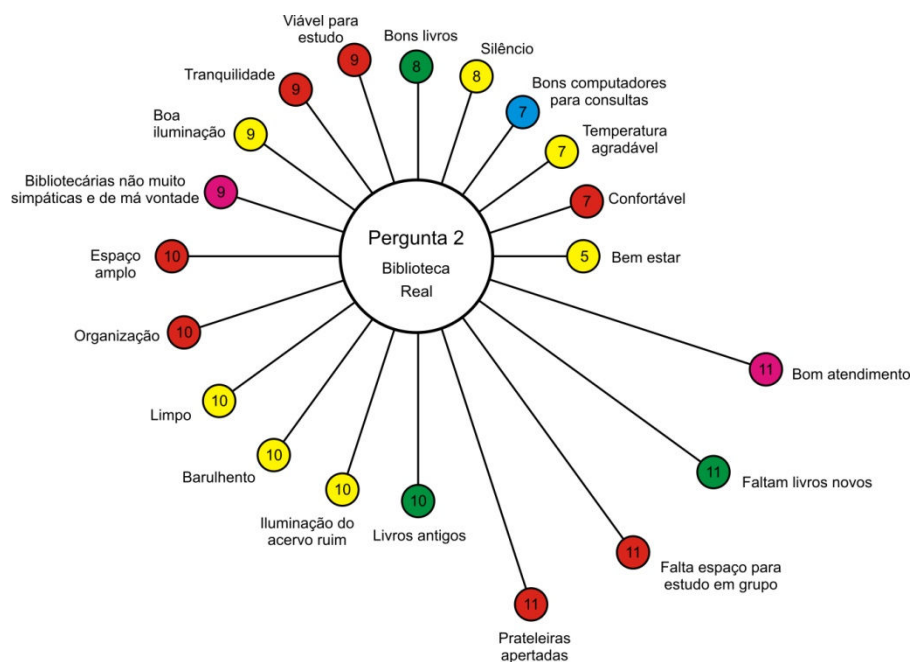 Viável para
estudo
9
Bons livros
8
Silêncio
8
Bons computadores
para consultas
7
Temperatura
agradável
7
Confortável
7
Bem estar
5
Bom atendimento
11
Faltam livros novos
11
Falta espaço para
estudo em grupo
11
Prateleiras
apertadas
11
Livros antigos
10
Iluminação do
acervo ruim
10
Barulhento
10
Limpo
10
Organização
10
Espaço
amplo
10
Bibliotecárias não muito
simpáticas e de má vontade
9
Boa
iluminação
9
Tranquilidade
9
Pergunta 2
Biblioteca
Real